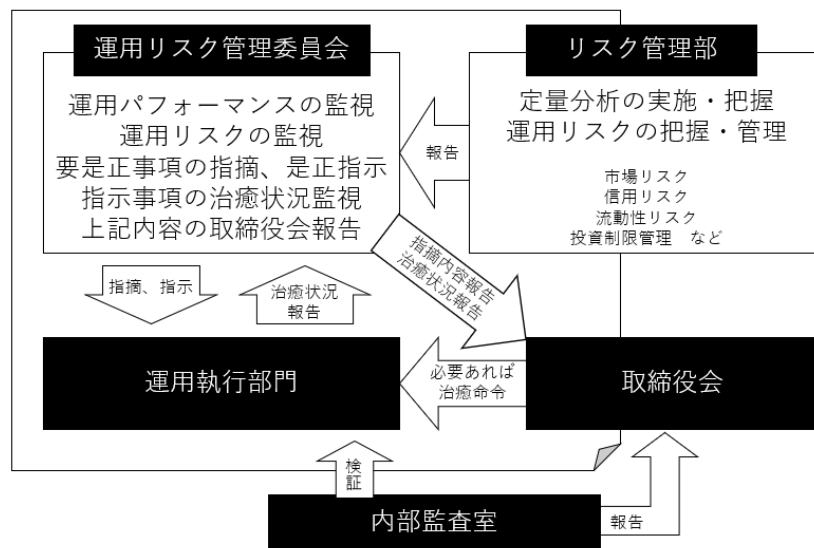 運用リスク管理委員会
運用パフォーマンスの監視
運用リスクの監視
要是正事項の指摘、是正指示
指示事項の治癒状況監視
上記内容の取締役会報告
報告
リスク管理部
定量分析の実施・把握
運用リスクの把握・管理
市場リスク
信用リスク
流動性リスク
投資制限管理　など
指摘、指示
治癒状況
報告
指摘内容報告
治癒状況報告
運用執行部門
必要あれば
治癒命令
取締役会
検証
内部監査室
報告